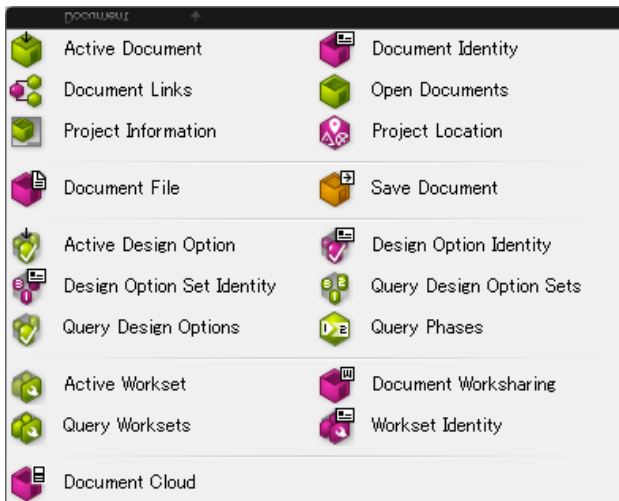 Document
Active Document
Document Identity
Document Links
Open Documents
Project Information
Project Location
Document File
Save Document
Active Design Option
Design Option Identity
Design Option Set Identity
Query Design Option Sets
Query Design Options
Query Phases
Active Workset
Document Worksharing
Query Worksets
Workset Identity
Document Cloud